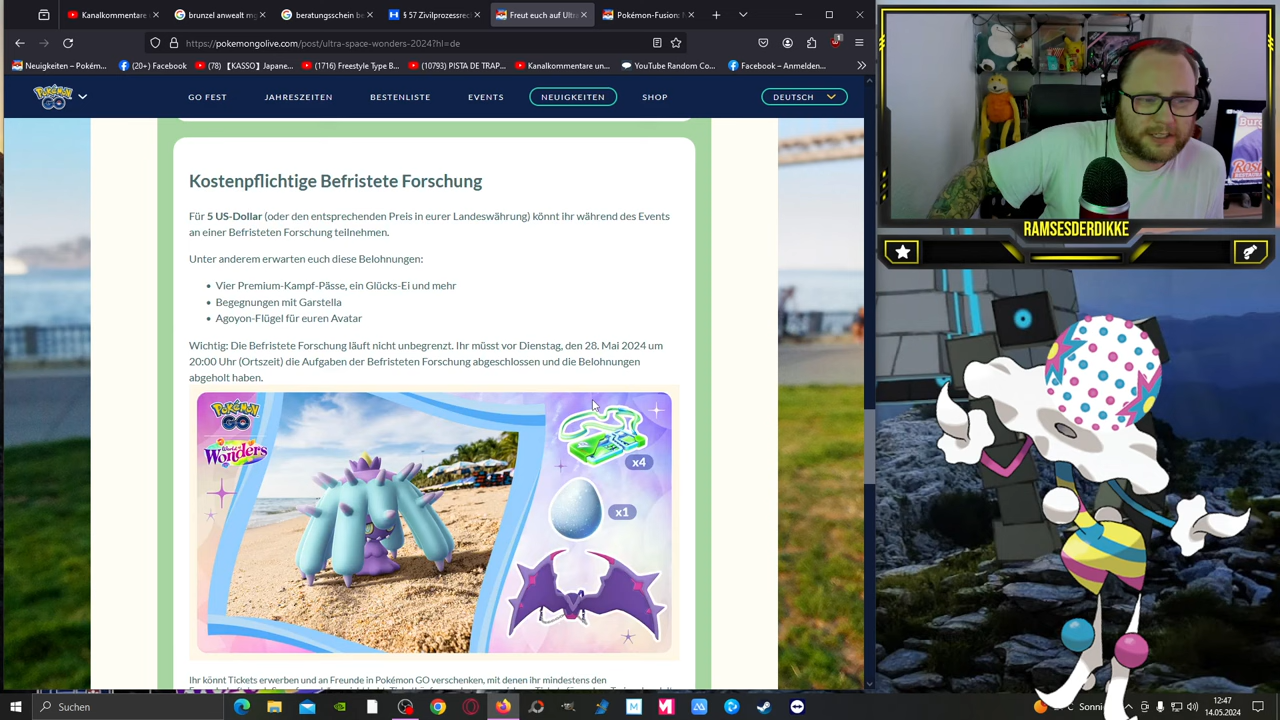 Kanalkommentare u
brunzel anwealt m
beratungsschein be
§ 57 Zivilprozessrec
Freut euch auf Ultra
Pokémon-Fusion:
https://pokemongolive.com/post/ultra-space-wonders-2024?hl=de
Neuigkeiten – Pokém...
(20+) Facebook
(78) 【KASSO】Japane...
(1716) Freestyle-Type B...
(10793) PISTA DE TRAP...
Kanalkommentare un...
YouTube Random Co...
Facebook – Anmelden...
Pokémon GO
GO FEST
JAHRESZEITEN
BESTENLISTE
EVENTS
NEUIGKEITEN
SHOP
DEUTSCH
Kostenpflichtige Befristete Forschung
Für 5 US-Dollar (oder den entsprechenden Preis in eurer Landeswährung) könnt ihr während des Events
an einer Befristeten Forschung teilnehmen.
Unter anderem erwarten euch diese Belohnungen:
• Vier Premium-Kampf-Pässe, ein Glücks-Ei und mehr
• Begegnungen mit Garstella
• Agoyon-Flügel für euren Avatar
Wichtig: Die Befristete Forschung läuft nicht unbegrenzt. Ihr müsst vor Dienstag, den 28. Mai 2024 um
20:00 Uhr (Ortszeit) die Aufgaben der Befristeten Forschung abgeschlossen und die Belohnungen
abgeholt haben.
Pokémon GO
World of Wonders
x4
x1
Ihr könnt Tickets erwerben und an Freunde in Pokémon GO verschenken, mit denen ihr mindestens den
RAMSESDERDIKKE
Suchen
Sonni
12:47
14.05.2024